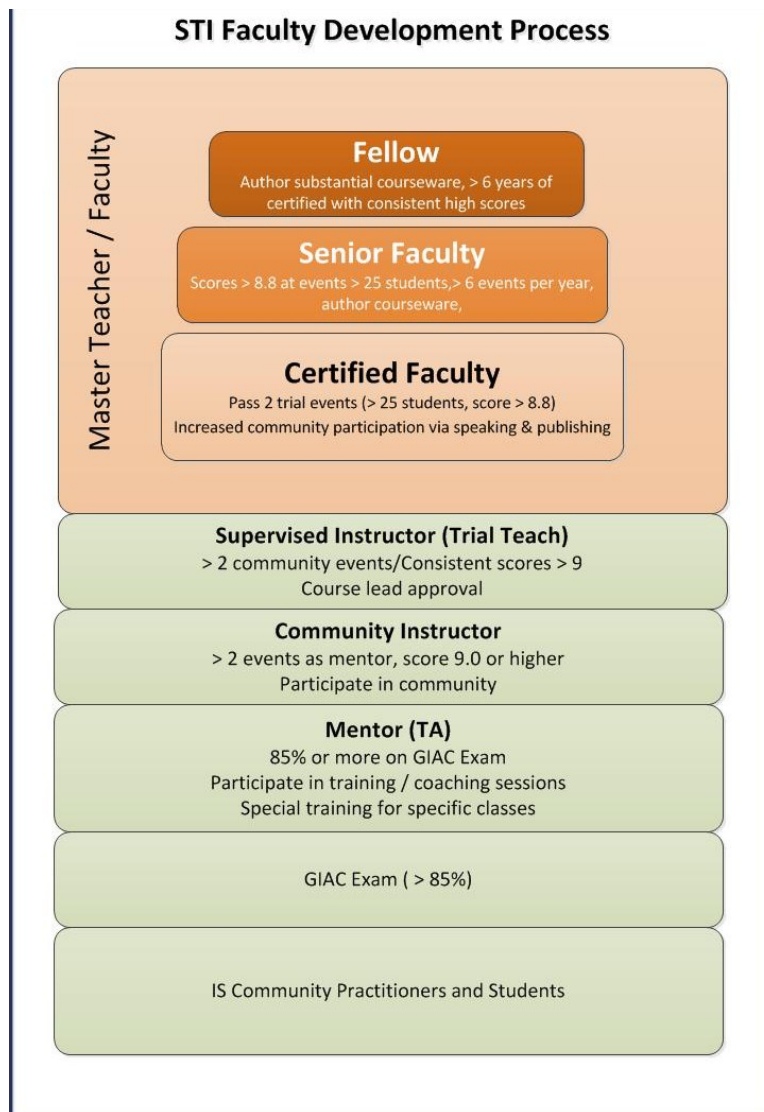 STI Faculty Development Process
Master Teacher / Faculty
Fellow
Author substantial courseware, > 6 years of
certified with consistent high scores
Senior Faculty
Scores > 8.8 at events > 25 students,> 6 events per year,
author courseware,
Certified Faculty
Pass 2 trial events (> 25 students, score > 8.8)
Increased community participation via speaking & publishing
Supervised Instructor (Trial Teach)
> 2 community events/Consistent scores > 9
Course lead approval
Community Instructor
> 2 events as mentor, score 9.0 or higher
Participate in community
Mentor (TA)
85% or more on GIAC Exam
Participate in training / coaching sessions
Special training for specific classes
GIAC Exam ( > 85%)
IS Community Practitioners and Students